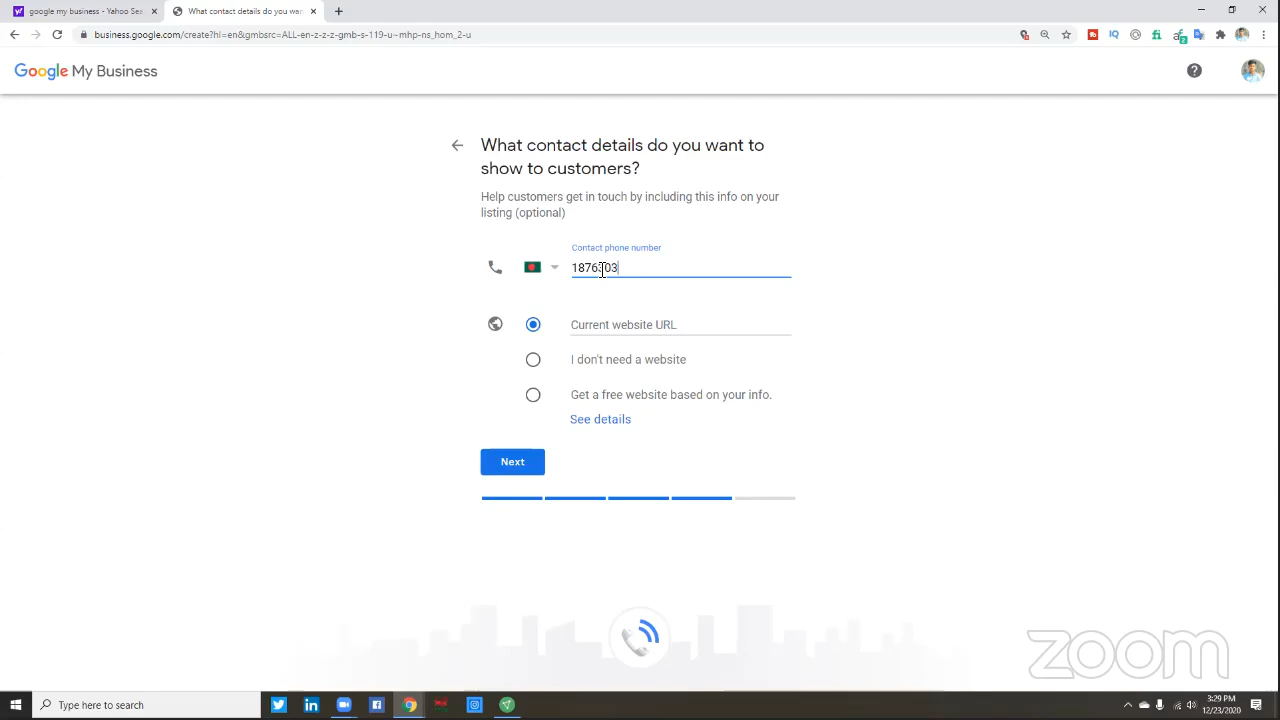 google my business - Yahoo Sea
What contact details do you wan
business.google.com/create?hl=en&gmbsrc=ALL-en-z-z-z-gmb-s-119-u~mhp-ns_hom_2-u
Google My Business
What contact details do you want to
show to customers?
Help customers get in touch by including this info on your
listing (optional)
Contact phone number
Current website URL
I don't need a website
Get a free website based on your info.
See details
Next
zoom
Type here to search
3:29 PM
12/23/2020